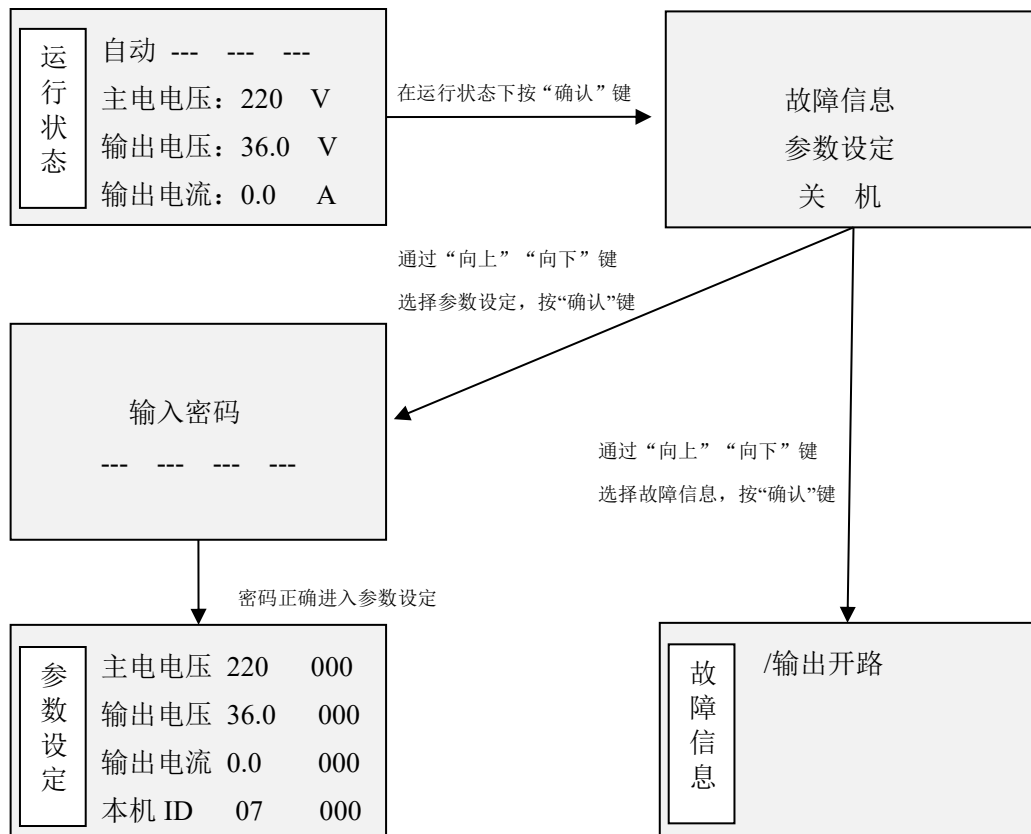 运行状态
自动 --- --- ---
主电电压：220 V
输出电压：36.0 V
输出电流：0.0 A
在运行状态下按“确认”键
故障信息
参数设定
关 机
通过“向上”“向下”键
选择参数设定，按“确认”键
输入密码
--- --- --- ---
通过“向上”“向下”键
选择故障信息，按“确认”键
密码正确进入参数设定
参数设定
主电电压 220 000
输出电压 36.0 000
输出电流 0.0 000
本机 ID 07 000
故障信息
/输出开路